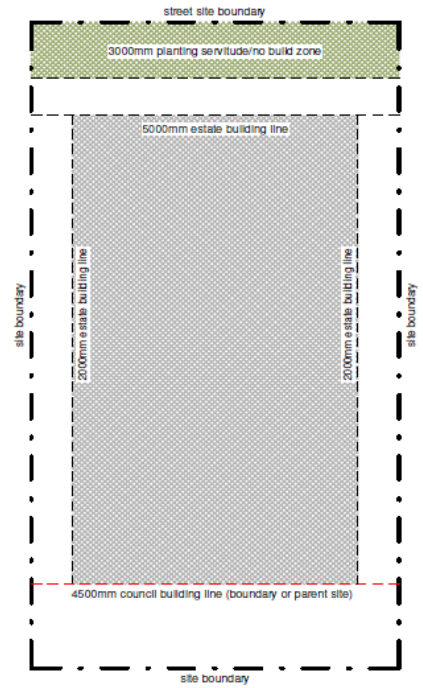 street site boundary
3000mm planting servitude/no build zone
5000mm estate building line
site boundary
2000mm estate building line
2000mm estate building line
site boundary
4500mm council building line (boundary or parent site)
site boundary